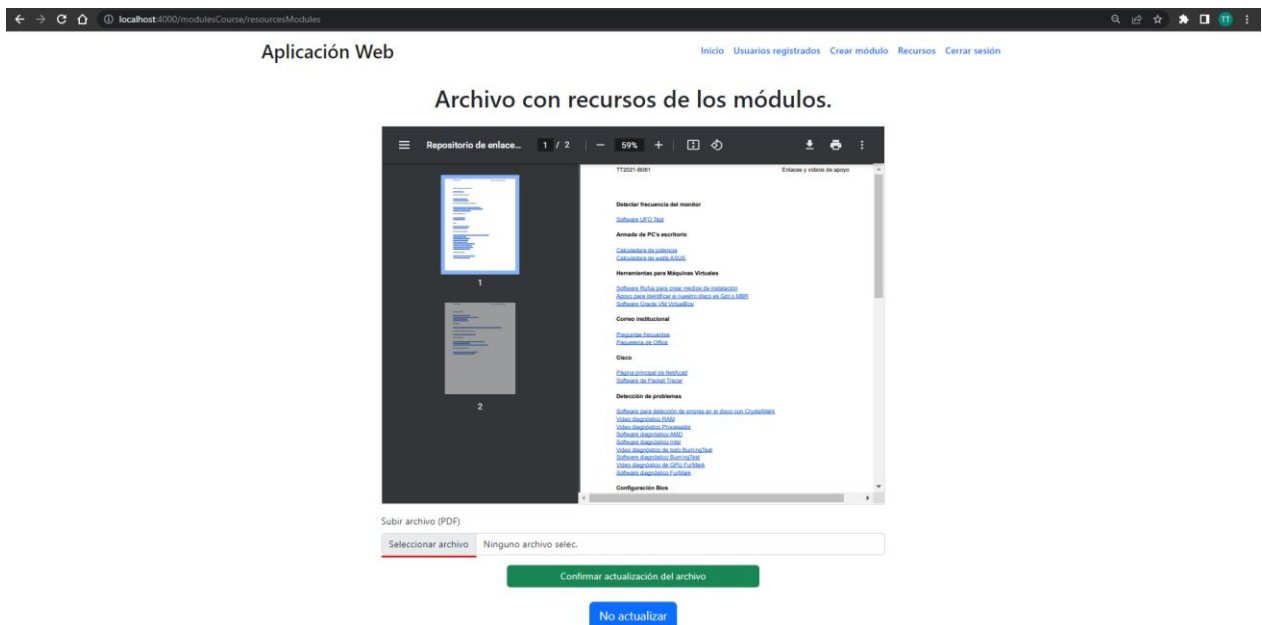 localhost:4000/modulesCourse/resourcesModules
TT
Aplicación Web
Inicio Usuarios registrados Crear módulo Recursos Cerrar sesión
Archivo con recursos de los módulos.
Repositorio de enlace... 1 / 2 59%
1
2
TT2021-B081 Enlaces y videos de apoyo
Detectar frecuencia del monitor
Software UFO Test
Armado de PC's escritorio
Calculadora de potencia
Calculadora de watts ASUS
Herramientas para Máquinas Virtuales
Software Rufus para crear medios de instalación
Apoyo para identificar si nuestro disco es Gpt o MBR
Software Oracle VM VirtualBox
Correo institucional
Preguntas frecuentes
Paquetería de Office
Cisco
Página principal de NetAcad
Software de Packet Tracer
Detección de problemas
Software para detección de errores en el disco con CrystalMark
Video diagnóstico RAM
Video diagnóstico Procesador
Software diagnóstico AMD
Software diagnóstico Intel
Video diagnóstico de todo BurningTest
Software diagnóstico BurningTest
Video diagnóstico de GPU FurMark
Software diagnóstico FurMark
Configuración Bios
Subir archivo (PDF)
Seleccionar archivo Ninguno archivo selec.
Confirmar actualización del archivo
No actualizar